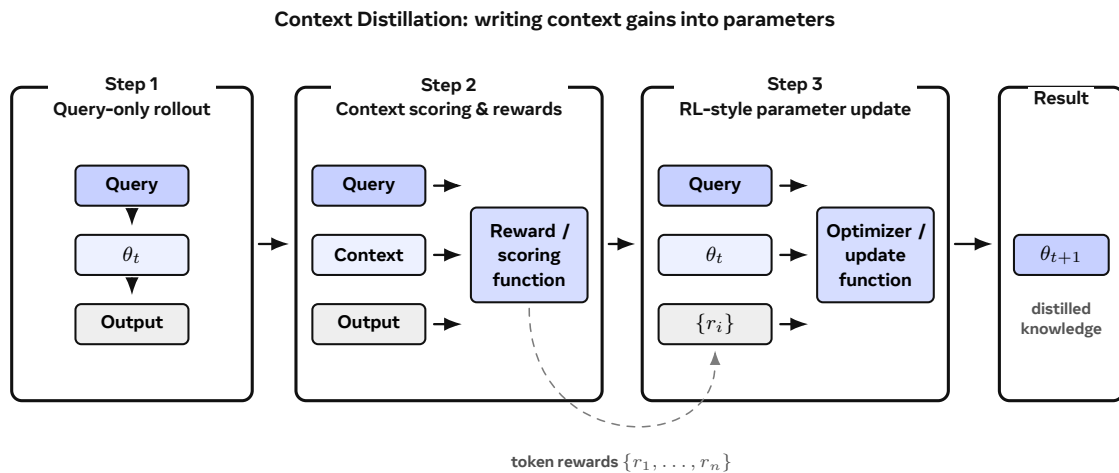 Context Distillation: writing context gains into parameters
Step 1
Query-only rollout
Query
θ_t
Output
Step 2
Context scoring & rewards
Query
Context
Output
Reward /
scoring
function
Step 3
RL-style parameter update
Query
θ_t
{r_i}
Optimizer /
update
function
Result
θ_{t+1}
distilled
knowledge
token rewards {r_1, . . . , r_n}